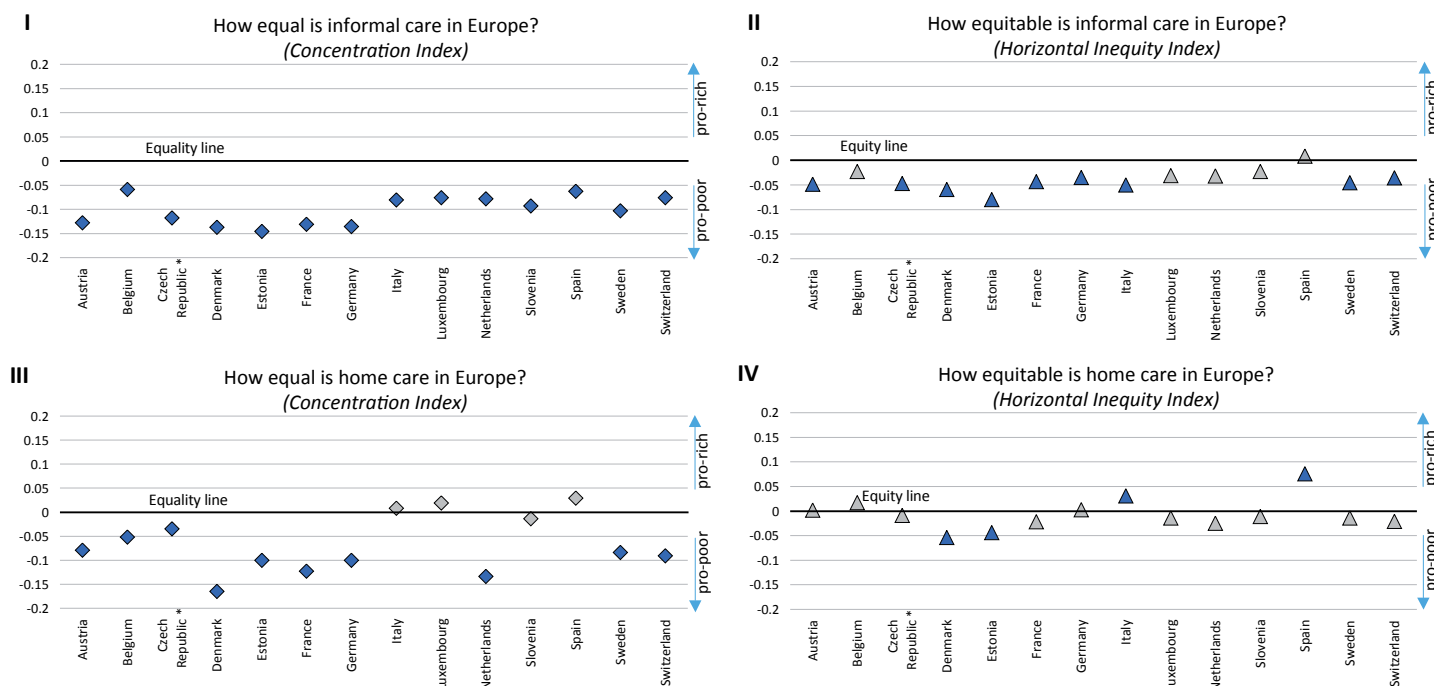 I
How equal is informal care in Europe?
(Concentration Index)
0.2
0.15
0.1
0.05
0
-0.05
-0.1
-0.15
-0.2
Equality line
pro-rich
pro-poor
Austria
Belgium
Czech
Republic *
Denmark
Estonia
France
Germany
Italy
Luxembourg
Netherlands
Slovenia
Spain
Sweden
Switzerland
II
How equitable is informal care in Europe?
(Horizontal Inequity Index)
0.2
0.15
0.1
0.05
0
-0.05
-0.1
-0.15
-0.2
Equity line
pro-rich
pro-poor
Austria
Belgium
Czech
Republic *
Denmark
Estonia
France
Germany
Italy
Luxembourg
Netherlands
Slovenia
Spain
Sweden
Switzerland
III
How equal is home care in Europe?
(Concentration Index)
0.2
0.15
0.1
0.05
0
-0.05
-0.1
-0.15
-0.2
Equality line
pro-rich
pro-poor
Austria
Belgium
Czech
Republic *
Denmark
Estonia
France
Germany
Italy
Luxembourg
Netherlands
Slovenia
Spain
Sweden
Switzerland
IV
How equitable is home care in Europe?
(Horizontal Inequity Index)
0.2
0.15
0.1
0.05
0
-0.05
-0.1
-0.15
-0.2
Equity line
pro-rich
pro-poor
Austria
Belgium
Czech
Republic *
Denmark
Estonia
France
Germany
Italy
Luxembourg
Netherlands
Slovenia
Spain
Sweden
Switzerland